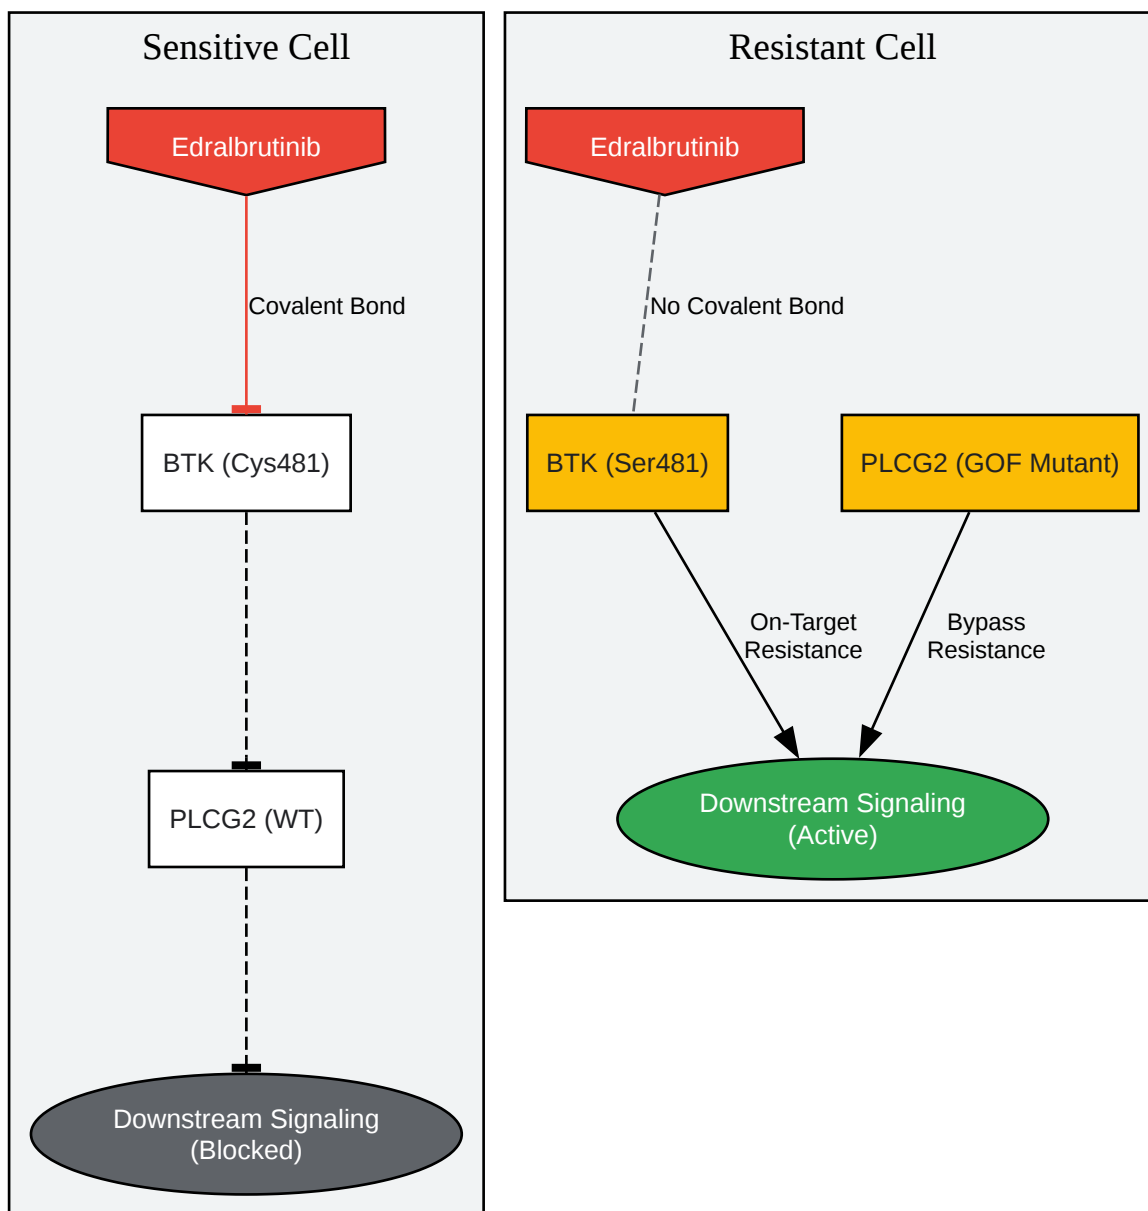 Sensitive Cell
Edralbrutinib
Covalent Bond
BTK (Cys481)
PLCG2 (WT)
Downstream Signaling
(Blocked)
Resistant Cell
Edralbrutinib
No Covalent Bond
BTK (Ser481)
PLCG2 (GOF Mutant)
On-Target
Resistance
Bypass
Resistance
Downstream Signaling
(Active)